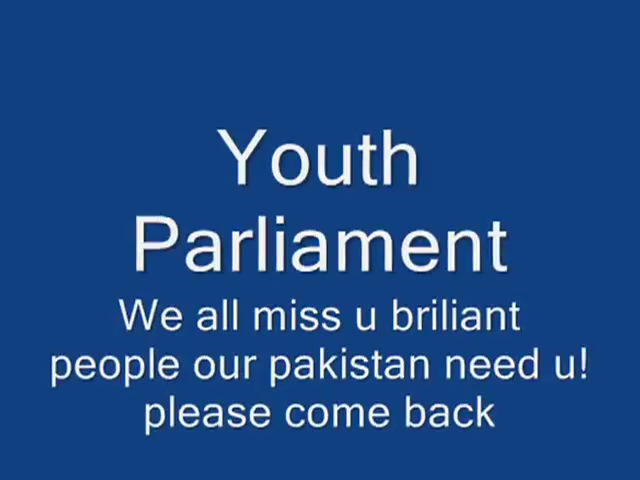 Youth
Parliament
We all miss u briliant
people our pakistan need u!
please come back